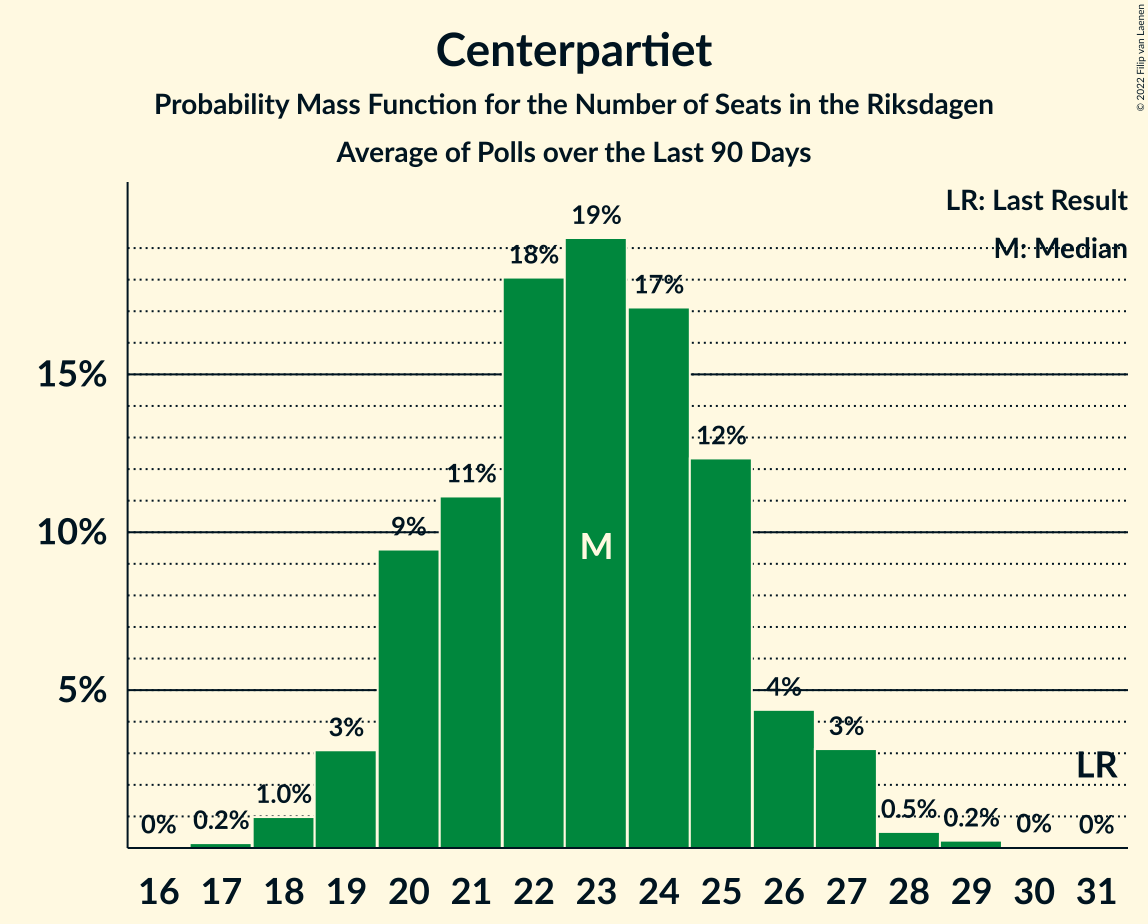 Centerpartiet
Probability Mass Function for the Number of Seats in the Riksdagen
Average of Polls over the Last 90 Days
© 2022 Filip van Laenen
LR: Last Result
M: Median
15%
10%
5%
0%
0.2%
1.0%
3%
9%
11%
18%
19%
17%
12%
4%
3%
0.5%
0.2%
0%
0%
M
LR
16 17 18 19 20 21 22 23 24 25 26 27 28 29 30 31